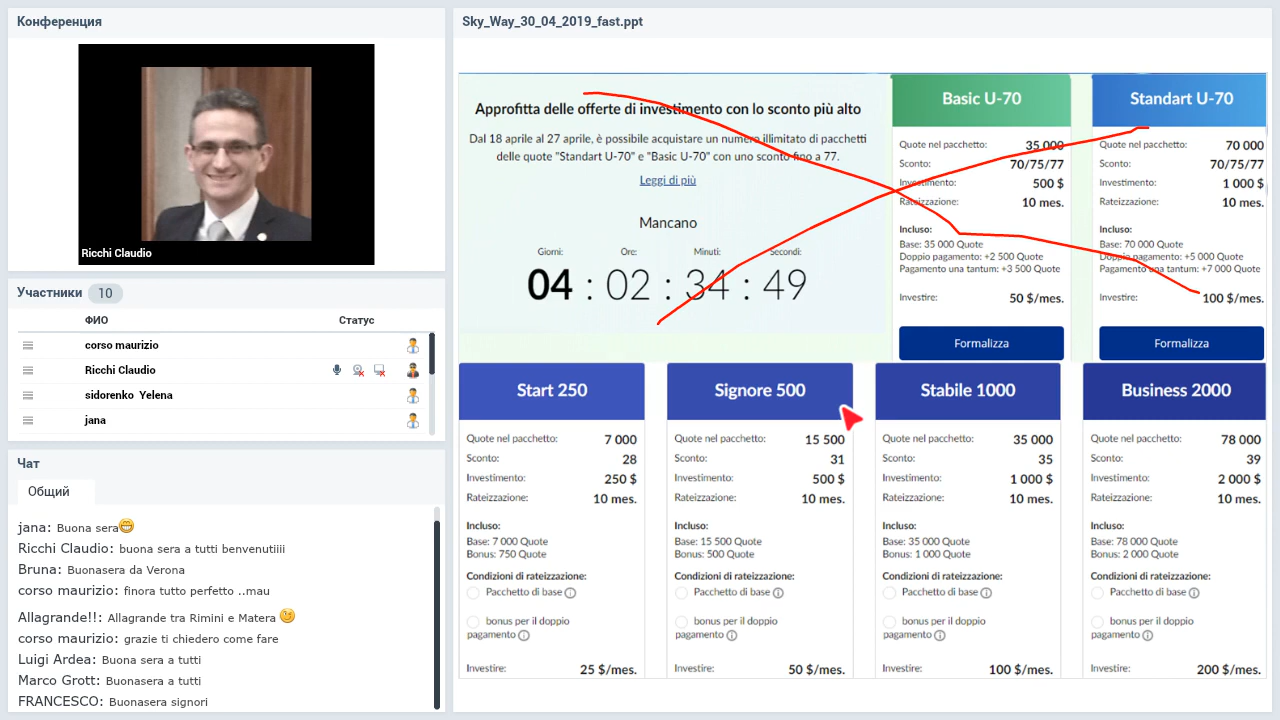 Конференция
Ricchi Claudio
Участники 10
ФИО Статус
corso maurizio
Ricchi Claudio
sidorenko Yelena
jana
Чат
Общий
jana: Buona sera
Ricchi Claudio: buona sera a tutti benvenutiiii
Bruna: Buonasera da Verona
corso maurizio: finora tutto perfetto ..mau
Allagrande!!: Allagrande tra Rimini e Matera
corso maurizio: grazie ti chiedero come fare
Luigi Ardea: Buona sera a tutti
Marco Grott: Buonasera a tutti
FRANCESCO: Buonasera signori
Sky_Way_30_04_2019_fast.ppt
Approfitta delle offerte di investimento con lo sconto più alto
Dal 18 aprile al 27 aprile, è possibile acquistare un numero illimitato di pacchetti
delle quote "Standart U-70" e "Basic U-70" con uno sconto fino a 77.
Leggi di più
Mancano
Giorni: Ore: Minuti: Secondi:
04 : 02 : 34 : 49
Basic U-70
Quote nel pacchetto: 35 000
Sconto: 70/75/77
Investimento: 500 $
Rateizzazione: 10 mes.
Incluso:
Base: 35 000 Quote
Doppio pagamento: +2 500 Quote
Pagamento una tantum: +3 500 Quote
Investire: 50 $/mes.
Formalizza
Standart U-70
Quote nel pacchetto: 70 000
Sconto: 70/75/77
Investimento: 1 000 $
Rateizzazione: 10 mes.
Incluso:
Base: 70 000 Quote
Doppio pagamento: +5 000 Quote
Pagamento una tantum: +7 000 Quote
Investire: 100 $/mes.
Formalizza
Start 250
Quote nel pacchetto: 7 000
Sconto: 28
Investimento: 250 $
Rateizzazione: 10 mes.
Incluso:
Base: 7 000 Quote
Bonus: 750 Quote
Condizioni di rateizzazione:
Pacchetto di base
bonus per il doppio
pagamento
Investire: 25 $/mes.
Signore 500
Quote nel pacchetto: 15 500
Sconto: 31
Investimento: 500 $
Rateizzazione: 10 mes.
Incluso:
Base: 15 500 Quote
Bonus: 500 Quote
Condizioni di rateizzazione:
Pacchetto di base
bonus per il doppio
pagamento
Investire: 50 $/mes.
Stabile 1000
Quote nel pacchetto: 35 000
Sconto: 35
Investimento: 1 000 $
Rateizzazione: 10 mes.
Incluso:
Base: 35 000 Quote
Bonus: 1 000 Quote
Condizioni di rateizzazione:
Pacchetto di base
bonus per il doppio
pagamento
Investire: 100 $/mes.
Business 2000
Quote nel pacchetto: 78 000
Sconto: 39
Investimento: 2 000 $
Rateizzazione: 10 mes.
Incluso:
Base: 78 000 Quote
Bonus: 2 000 Quote
Condizioni di rateizzazione:
Pacchetto di base
bonus per il doppio
pagamento
Investire: 200 $/mes.